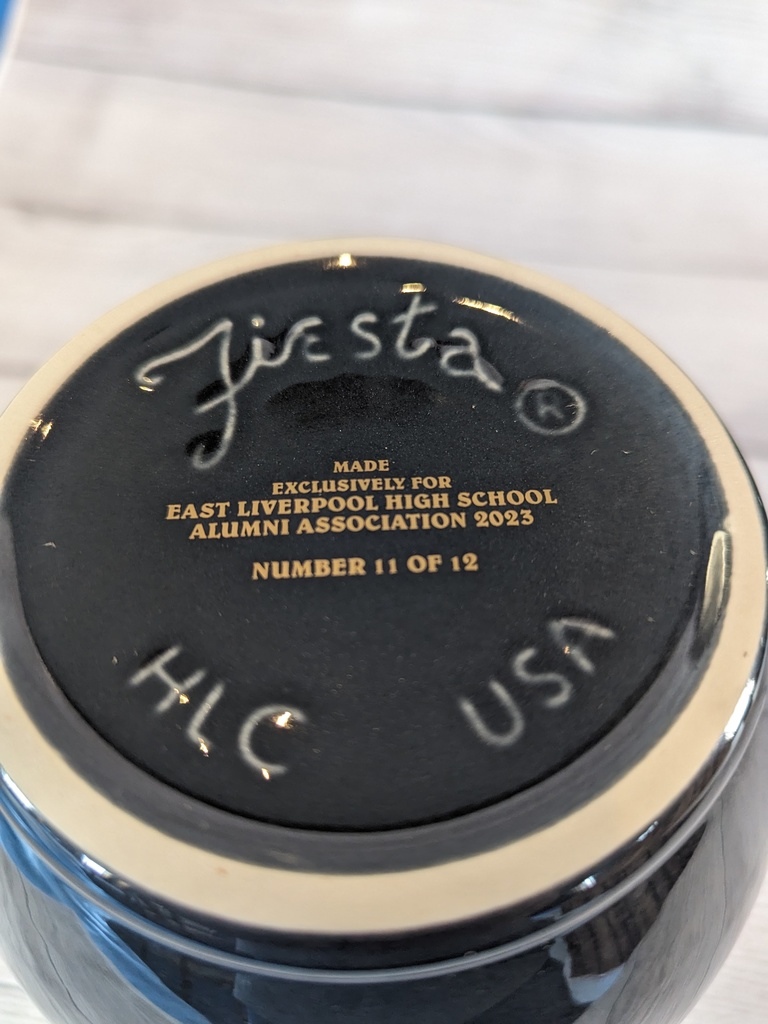 Fiesta ®
MADE
EXCLUSIVELY FOR
EAST LIVERPOOL HIGH SCHOOL
ALUMNI ASSOCIATION 2023
NUMBER 11 OF 12
HLC USA